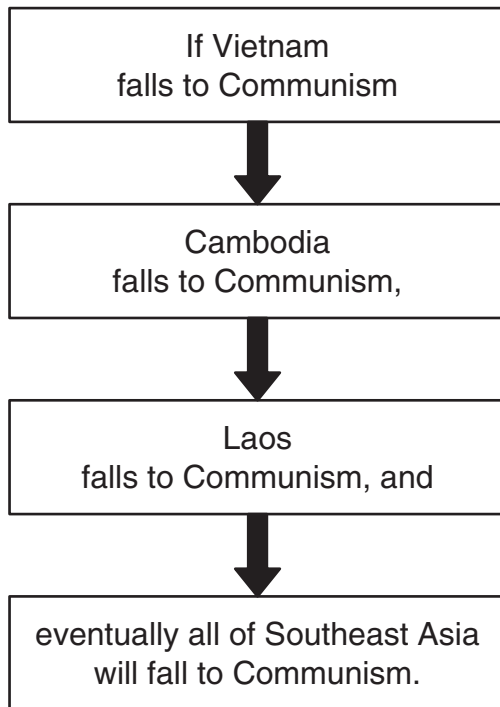 If Vietnam
falls to Communism
Cambodia
falls to Communism,
Laos
falls to Communism, and
eventually all of Southeast Asia
will fall to Communism.